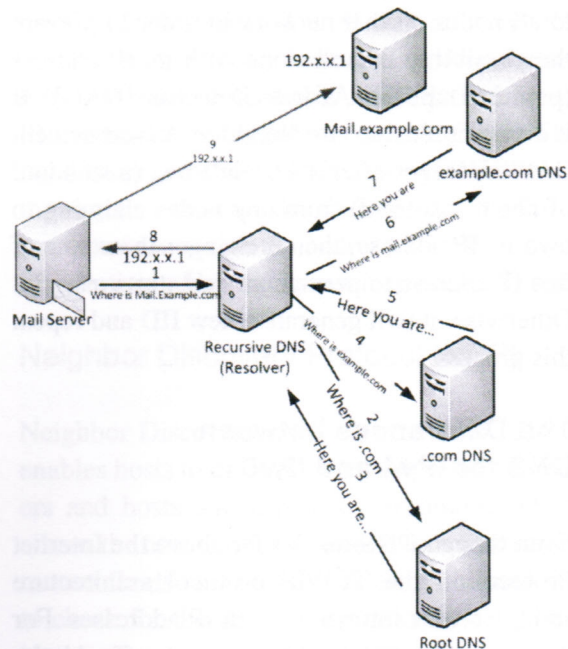 192.x.x.1
Mail.example.com
example.com DNS
9
192.x.x.1
7
Here you are
6
Where is mail.example.com
8
192.x.x.1
1
Where is Mail.Example.com
Mail Server
Recursive DNS
(Resolver)
5
Here you are...
4
Where is example.com
.com DNS
2
Where is .com
3
Here you are...
Root DNS